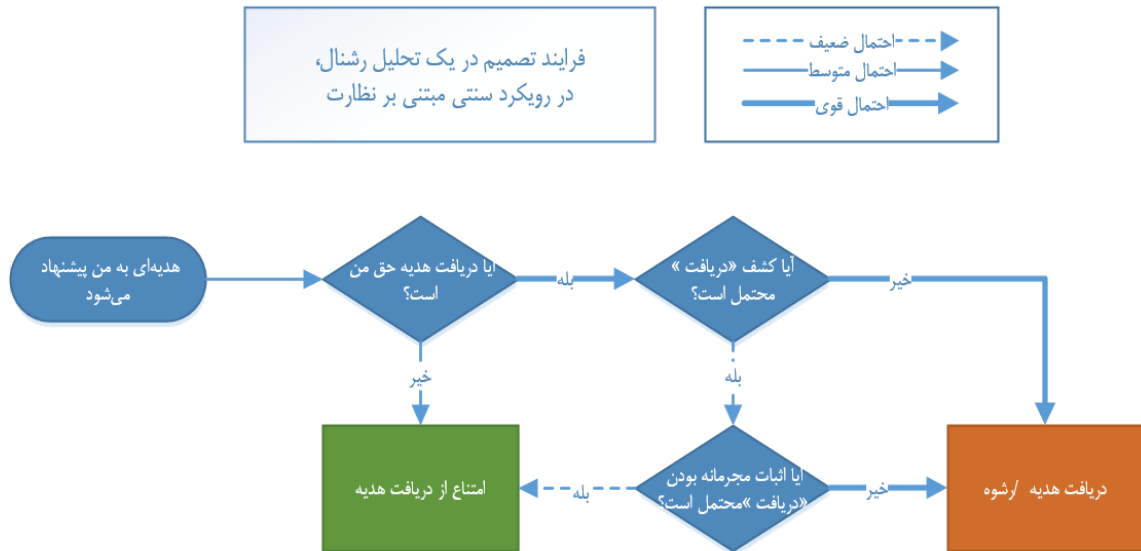 فرایند تصمیم در یک تحلیل رشنال،
در رویکرد سنتی مبتنی بر نظارت
احتمال ضعیف
احتمال متوسط
احتمال قوی
هدیه‌ای به من پیشنهاد
می‌شود
آیا دریافت هدیه حق من
است؟
بله
آیا کشف «دریافت »
محتمل است؟
خیر
خیر
بله
امتناع از دریافت هدیه
بله
آیا اثبات مجرمانه بودن
«دریافت »محتمل است؟
خیر
دریافت هدیه /رشوه